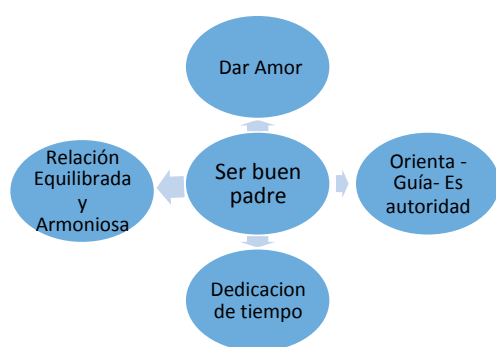 Dar Amor
Relación
Equilibrada
y
Armoniosa
Ser buen
padre
Orienta -
Guía- Es
autoridad
Dedicacion
de tiempo